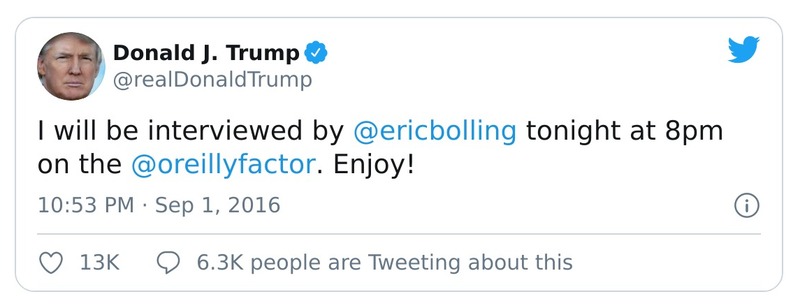 Donald J. Trump
@realDonaldTrump
I will be interviewed by @ericbolling tonight at 8pm
on the @oreillyfactor. Enjoy!
10:53 PM · Sep 1, 2016
13K 6.3K people are Tweeting about this